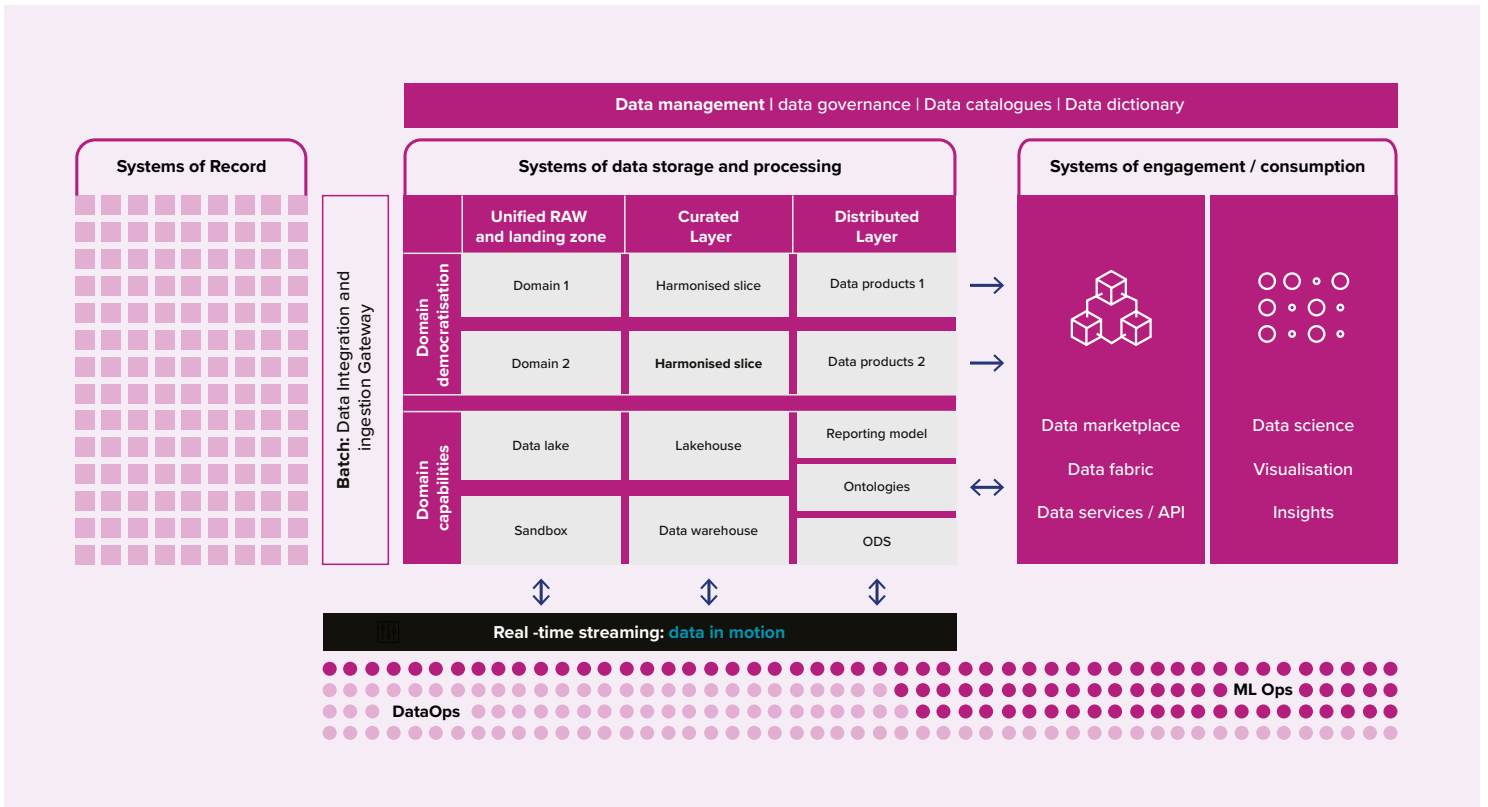 Data management | data governance | Data catalogues | Data dictionary
Systems of Record
Systems of data storage and processing
Systems of engagement / consumption
Batch: Data Integration and
ingestion Gateway
Unified RAW
and landing zone
Curated
Layer
Distributed
Layer
Domain
democratisation
Domain 1
Harmonised slice
Data products 1
Domain 2
Harmonised slice
Data products 2
Domain
capabilities
Data lake
Lakehouse
Reporting model
Ontologies
Sandbox
Data warehouse
ODS
Data marketplace
Data fabric
Data services / API
Data science
Visualisation
Insights
Real -time streaming: data in motion
ML Ops
DataOps